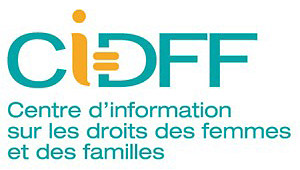 CiDFF
Centre d'information
sur les droits des femmes
et des familles